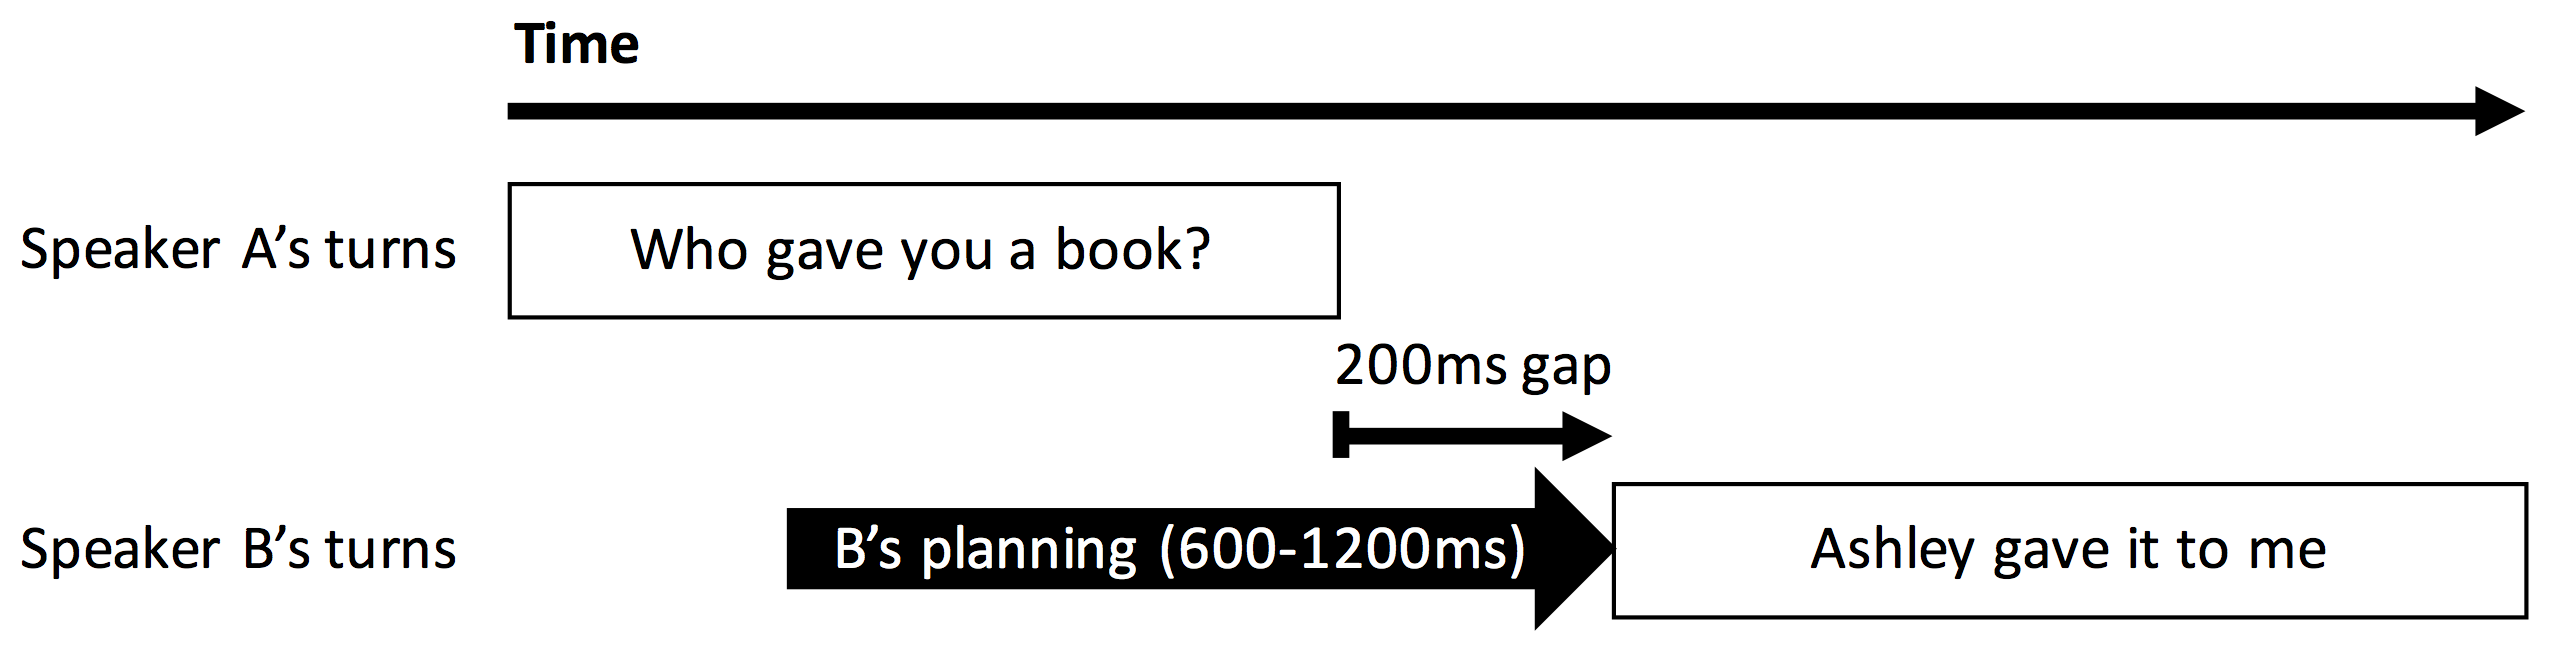 Time
Speaker A’s turns
Who gave you a book?
200ms gap
Speaker B’s turns
B’s planning (600-1200ms)
Ashley gave it to me